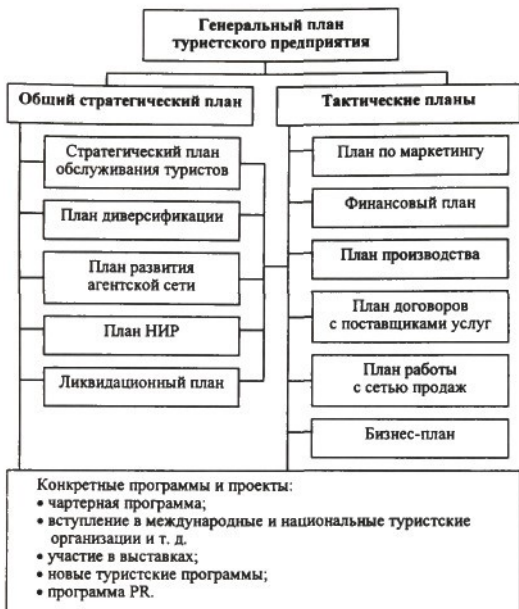 Генеральный план
туристского предприятия
Общий стратегический план
Тактические планы
Стратегический план
обслуживания туристов
План диверсификации
План развития
агентской сети
План НИР
Ликвидационный план
План по маркетингу
Финансовый план
План производства
План договоров
с поставщиками услуг
План работы
с сетью продаж
Бизнес-план
Конкретные программы и проекты:
• чартерная программа;
• вступление в международные и национальные туристские
организации и т. д.
• участие в выставках;
• новые туристские программы;
• программа PR.